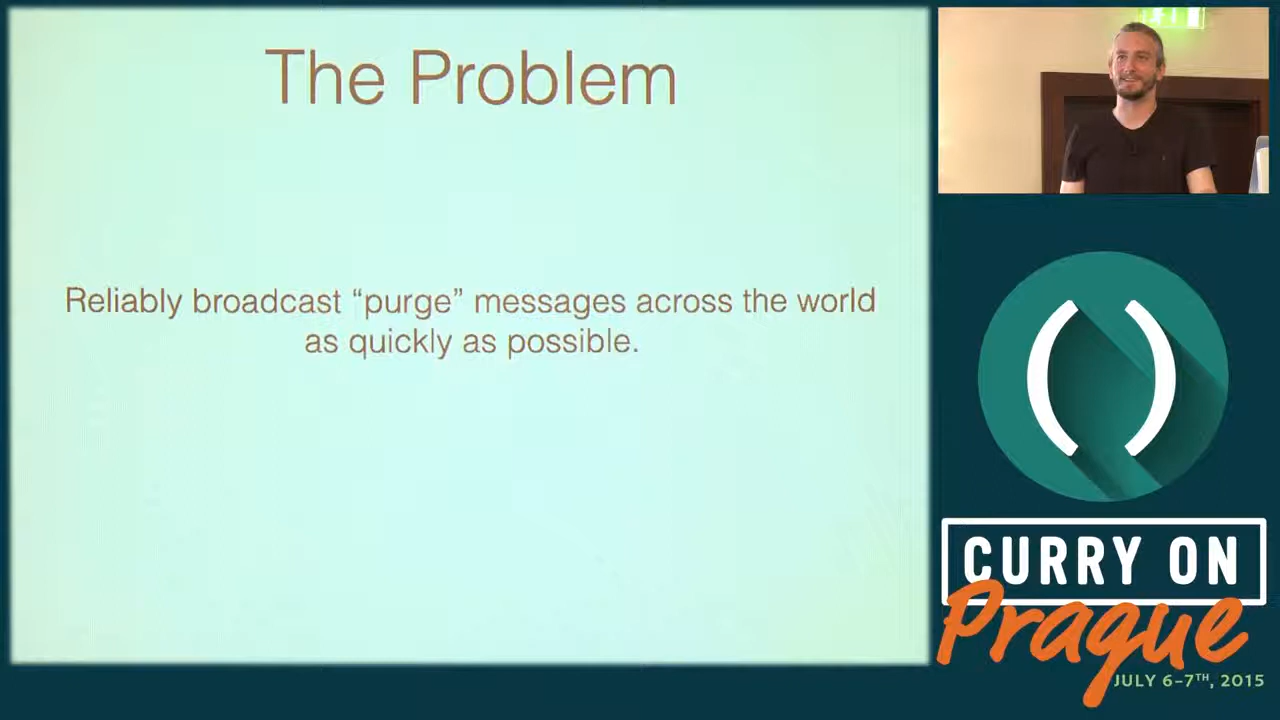 The Problem
Reliably broadcast “purge” messages across the world
as quickly as possible.
CURRY ON
Prague
JULY 6-7TH, 2015